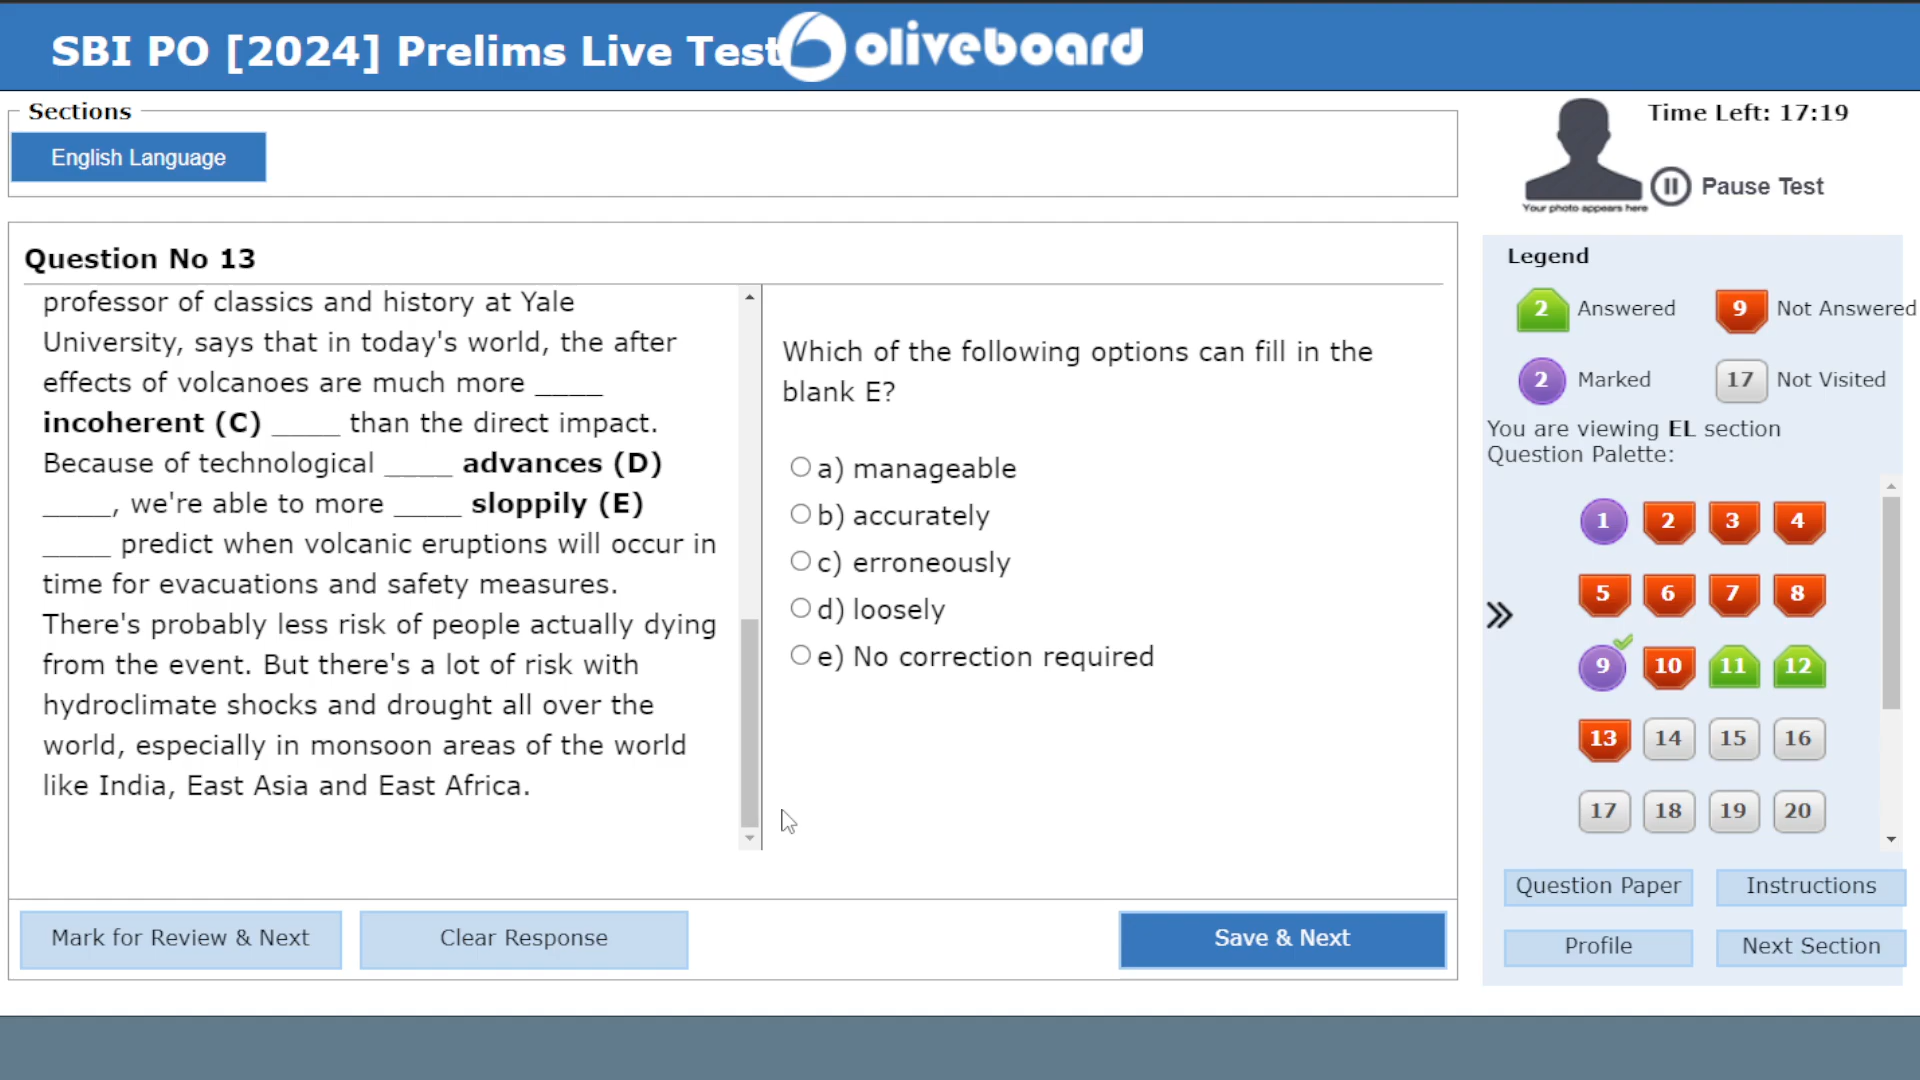 SBI PO [2024] Prelims Live Test
oliveboard
Sections
English Language
Time Left: 17:19
Your photo appears here
Pause Test
Question No 13
professor of classics and history at Yale
University, says that in today's world, the after
effects of volcanoes are much more ____
incoherent (C) ____ than the direct impact.
Because of technological ____ advances (D)
____, we're able to more ____ sloppily (E)
____ predict when volcanic eruptions will occur in
time for evacuations and safety measures.
There's probably less risk of people actually dying
from the event. But there's a lot of risk with
hydroclimate shocks and drought all over the
world, especially in monsoon areas of the world
like India, East Asia and East Africa.
Which of the following options can fill in the
blank E?
a) manageable
b) accurately
c) erroneously
d) loosely
e) No correction required
Legend
2 Answered 9 Not Answered
2 Marked 17 Not Visited
You are viewing EL section
Question Palette:
1 2 3 4
5 6 7 8
9 10 11 12
13 14 15 16
17 18 19 20
Mark for Review & Next
Clear Response
Save & Next
Question Paper
Instructions
Profile
Next Section